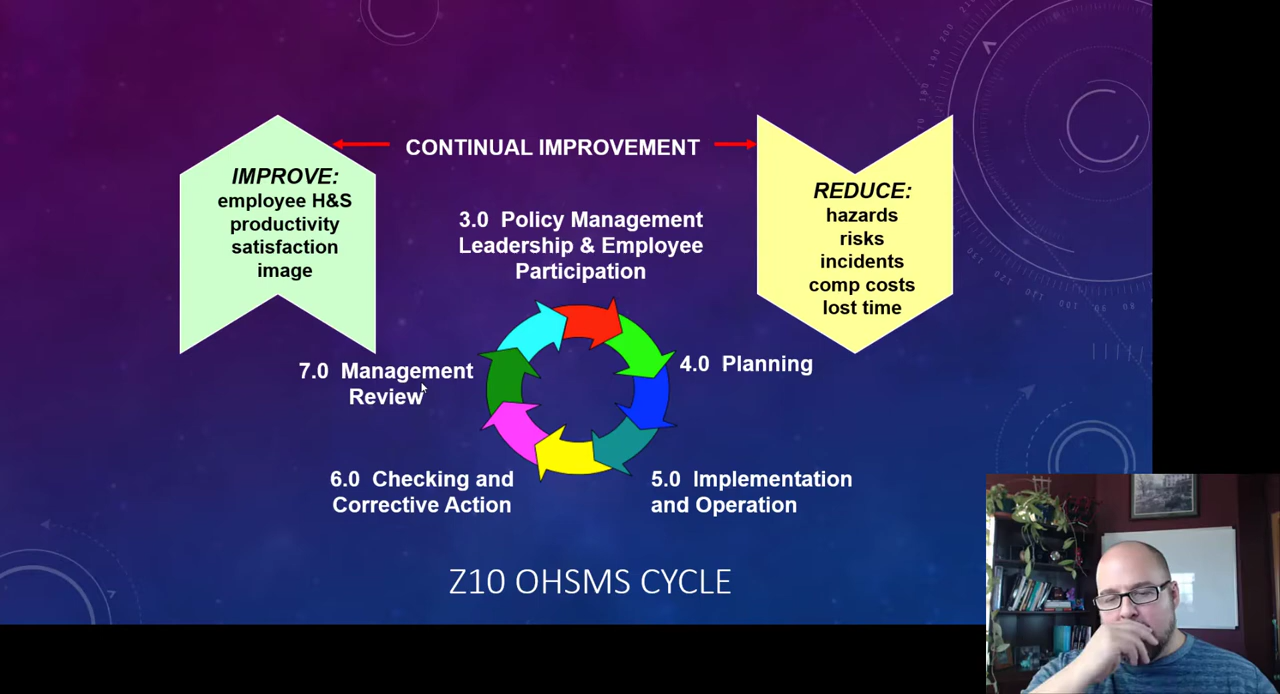 CONTINUAL IMPROVEMENT
IMPROVE:
employee H&S
productivity
satisfaction
image
REDUCE:
hazards
risks
incidents
comp costs
lost time
3.0 Policy Management
Leadership & Employee
Participation
4.0 Planning
5.0 Implementation
and Operation
6.0 Checking and
Corrective Action
7.0 Management
Review
Z10 OHSMS CYCLE